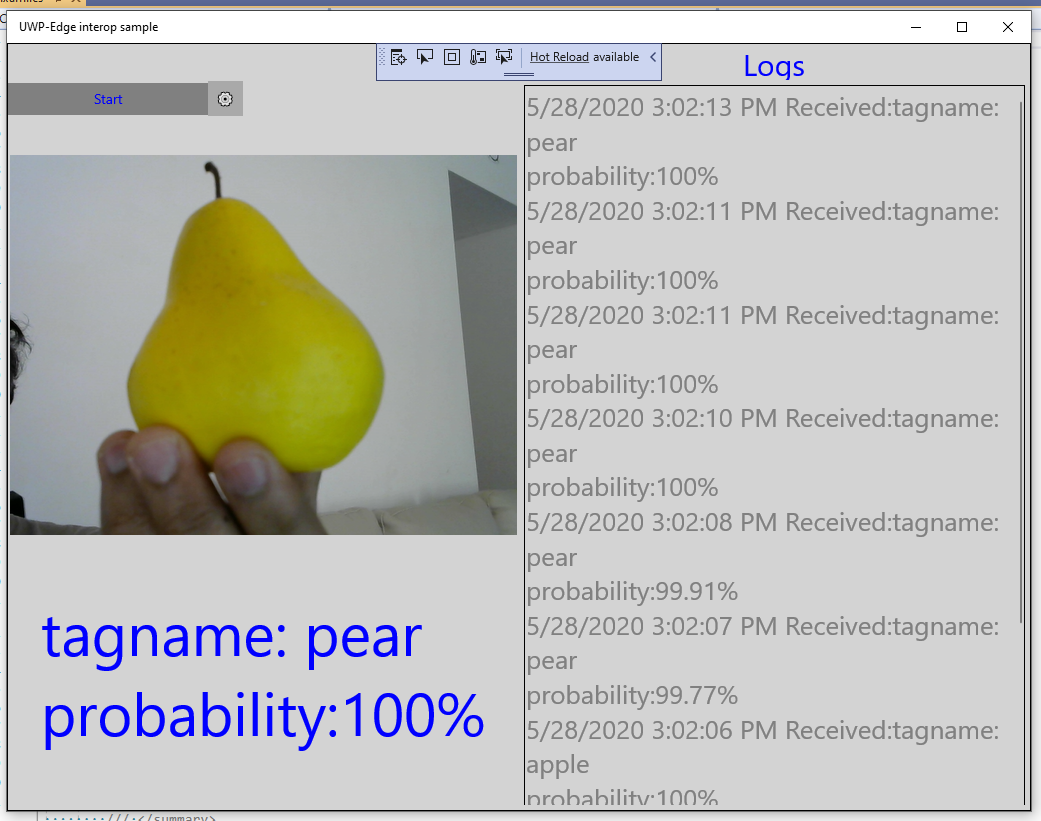 UWP-Edge interop sample
Hot Reload available
Logs
Start
tagname: pear
probability:100%
5/28/2020 3:02:13 PM Received:tagname:
pear
probability:100%
5/28/2020 3:02:11 PM Received:tagname:
pear
probability:100%
5/28/2020 3:02:11 PM Received:tagname:
pear
probability:100%
5/28/2020 3:02:10 PM Received:tagname:
pear
probability:100%
5/28/2020 3:02:08 PM Received:tagname:
pear
probability:99.91%
5/28/2020 3:02:07 PM Received:tagname:
pear
probability:99.77%
5/28/2020 3:02:06 PM Received:tagname:
apple
probability:100%
/// </summary>